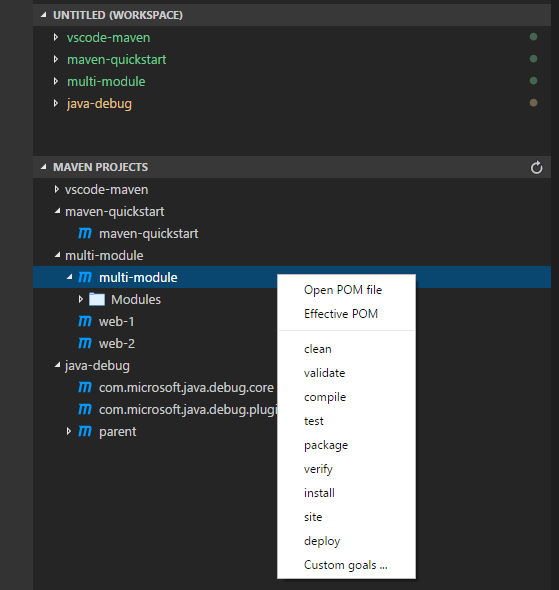 UNTITLED (WORKSPACE)
vscode-maven
maven-quickstart
multi-module
java-debug
MAVEN PROJECTS
vscode-maven
maven-quickstart
m maven-quickstart
multi-module
m multi-module
Modules
m web-1
m web-2
java-debug
m com.microsoft.java.debug.core
m com.microsoft.java.debug.plugi
m parent
Open POM file
Effective POM
clean
validate
compile
test
package
verify
install
site
deploy
Custom goals ...